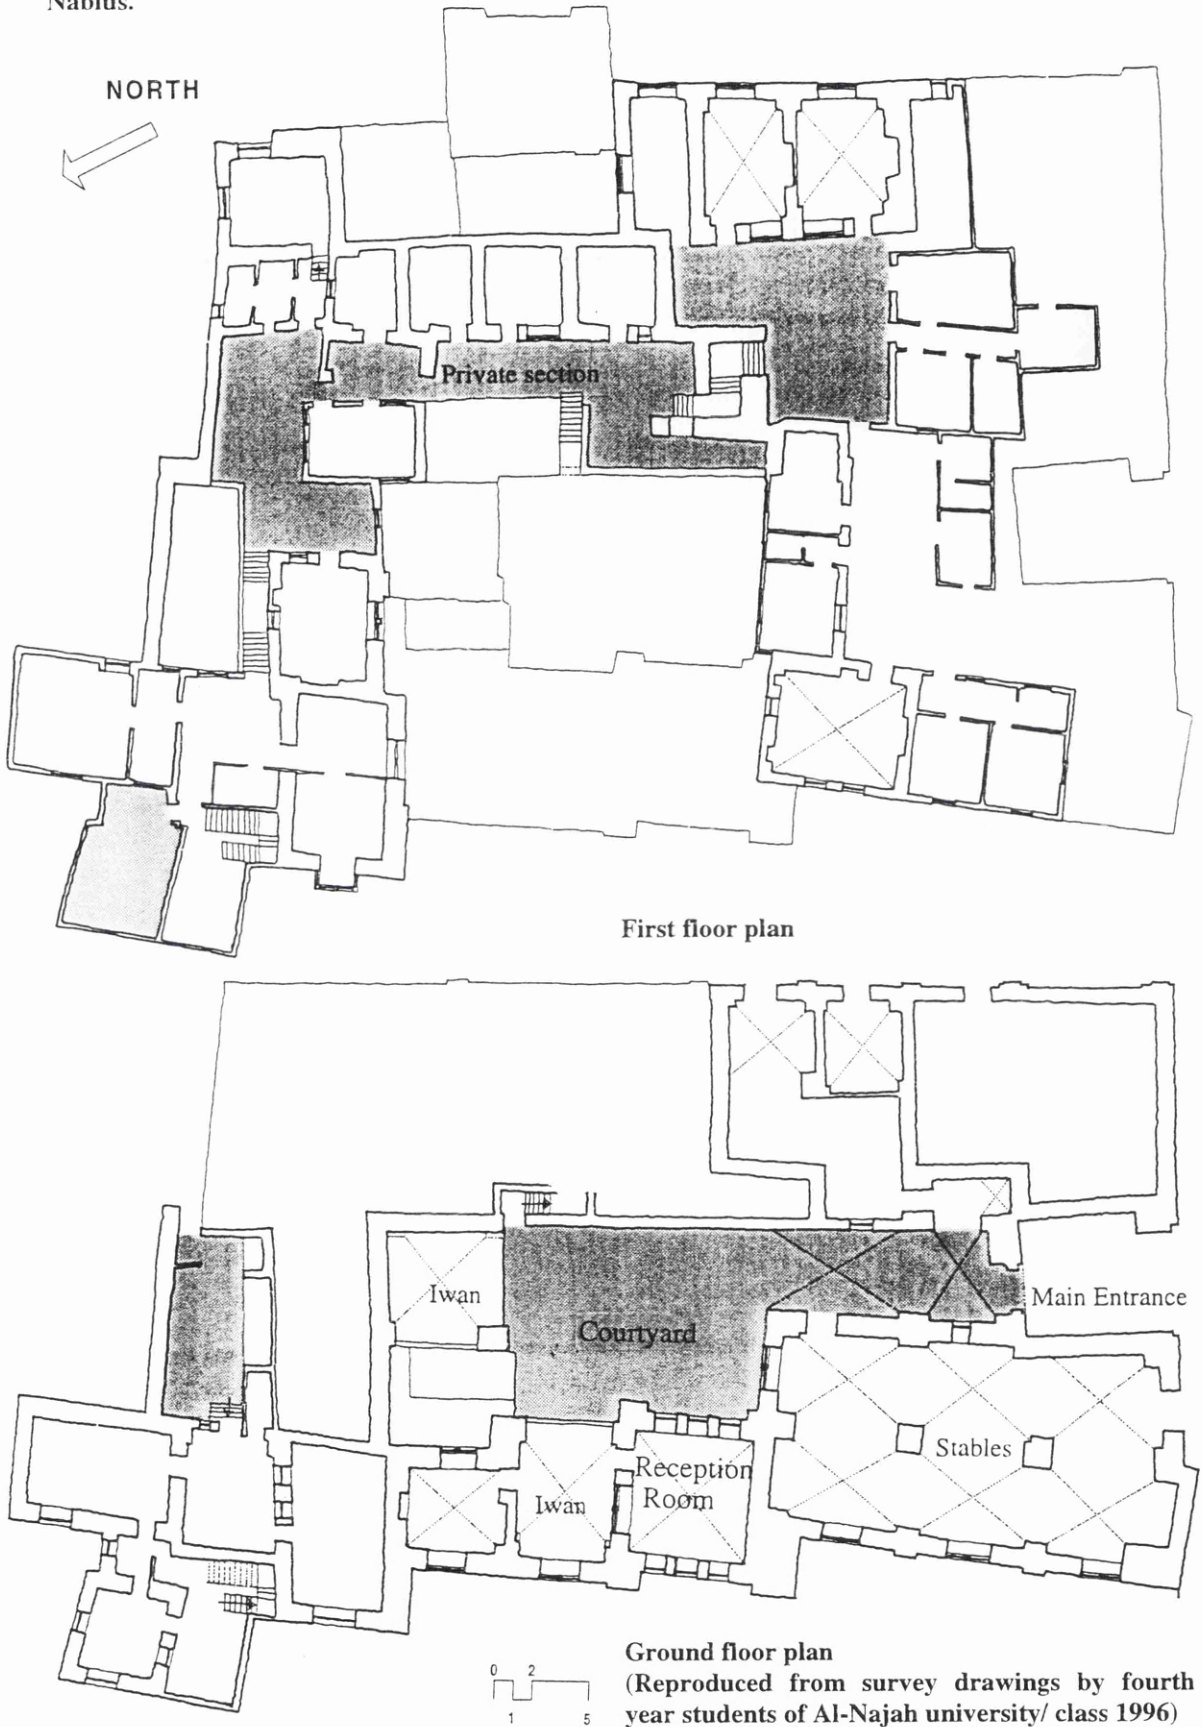 Nablus.
NORTH
Private section
First floor plan
Iwan
Courtyard
Main Entrance
Stables
Reception
Room
Iwan
Ground floor plan
(Reproduced from survey drawings by fourth
year students of Al-Najah university/ class 1996)
0 2
1 5